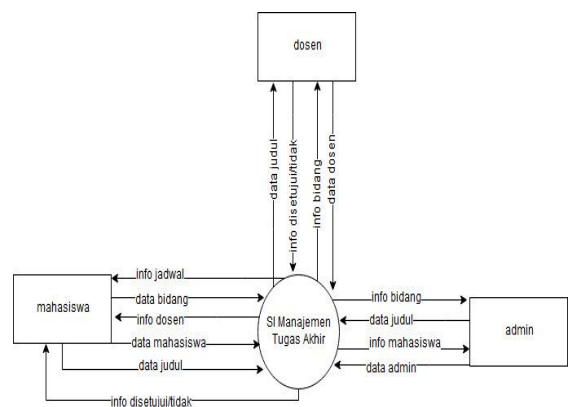 dosen
data judul
info disetujui/tidak
info bidang
data dosen
info jadwal
mahasiswa
data bidang
info dosen
data mahasiswa
data judul
info disetujui/tidak
SI Manajemen
Tugas Akhir
info bidang
data judul
info mahasiswa
data admin
admin